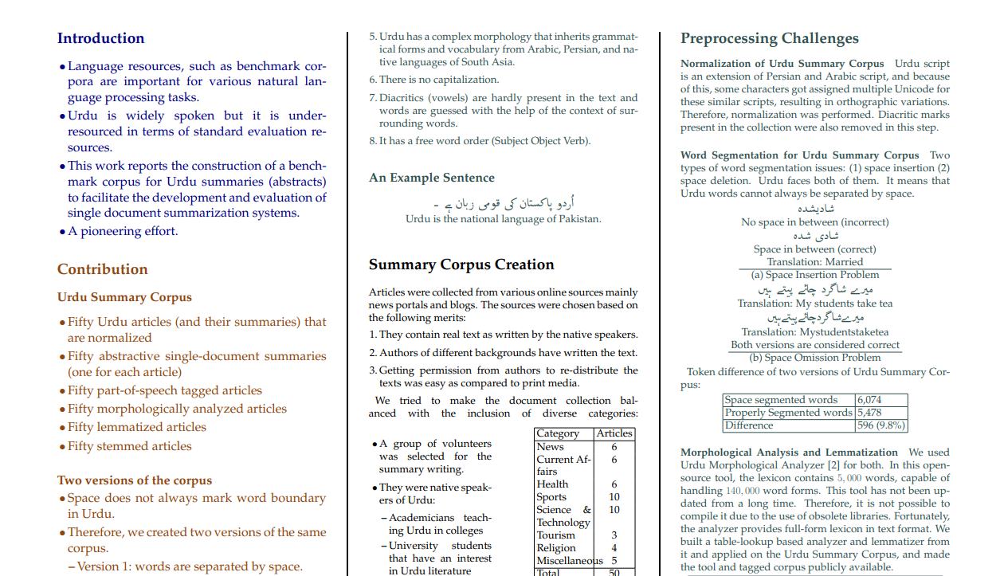 Introduction
• Language resources, such as benchmark cor-
pora are important for various natural lan-
guage processing tasks.
• Urdu is widely spoken but it is under-
resourced in terms of standard evaluation re-
sources.
• This work reports the construction of a bench-
mark corpus for Urdu summaries (abstracts)
to facilitate the development and evaluation of
single document summarization systems.
• A pioneering effort.
Contribution
Urdu Summary Corpus
• Fifty Urdu articles (and their summaries) that
are normalized
• Fifty abstractive single-document summaries
(one for each article)
• Fifty part-of-speech tagged articles
• Fifty morphologically analyzed articles
• Fifty lemmatized articles
• Fifty stemmed articles
Two versions of the corpus
• Space does not always mark word boundary
in Urdu.
• Therefore, we created two versions of the same
corpus.
– Version 1: words are separated by space.
5. Urdu has a complex morphology that inherits grammat-
ical forms and vocabulary from Arabic, Persian, and na-
tive languages of South Asia.
6. There is no capitalization.
7. Diacritics (vowels) are hardly present in the text and
words are guessed with the help of the context of sur-
rounding words.
8. It has a free word order (Subject Object Verb).
An Example Sentence
اُردو پاکستان کی قومی زبان ہے ۔
Urdu is the national language of Pakistan.
Summary Corpus Creation
Articles were collected from various online sources mainly
news portals and blogs. The sources were chosen based on
the following merits:
1. They contain real text as written by the native speakers.
2. Authors of different backgrounds have written the text.
3. Getting permission from authors to re-distribute the
texts was easy as compared to print media.
We tried to make the document collection bal-
anced with the inclusion of diverse categories:
• A group of volunteers
was selected for the
summary writing.
• They were native speak-
ers of Urdu:
– Academicians teach-
ing Urdu in colleges
– University students
that have an interest
in Urdu literature
Category Articles
News 6
Current Af- 6
fairs
Health 6
Sports 10
Science & 10
Technology
Tourism 3
Religion 4
Miscellaneous 5
Total 50
Preprocessing Challenges
Normalization of Urdu Summary Corpus Urdu script
is an extension of Persian and Arabic script, and because
of this, some characters got assigned multiple Unicode for
these similar scripts, resulting in orthographic variations.
Therefore, normalization was performed. Diacritic marks
present in the collection were also removed in this step.
Word Segmentation for Urdu Summary Corpus Two
types of word segmentation issues: (1) space insertion (2)
space deletion. Urdu faces both of them. It means that
Urdu words cannot always be separated by space.
شادیشدہ
No space in between (incorrect)
شادی شدہ
Space in between (correct)
Translation: Married
(a) Space Insertion Problem
میرے شاگرد چائے پیتے ہیں
Translation: My students take tea
میرےشاگردچائےپیتےہیں
Translation: Mystudentstaketea
Both versions are considered correct
(b) Space Omission Problem
Token difference of two versions of Urdu Summary Cor-
pus:
Space segmented words 6,074
Properly Segmented words 5,478
Difference 596 (9.8%)
Morphological Analysis and Lemmatization We used
Urdu Morphological Analyzer [2] for both. In this open-
source tool, the lexicon contains 5,000 words, capable of
handling 140,000 word forms. This tool has not been up-
dated from a long time. Therefore, it is not possible to
compile it due to the use of obsolete libraries. Fortunately,
the analyzer provides full-form lexicon in text format. We
built a table-lookup based analyzer and lemmatizer from
it and applied on the Urdu Summary Corpus, and made
the tool and tagged corpus publicly available.